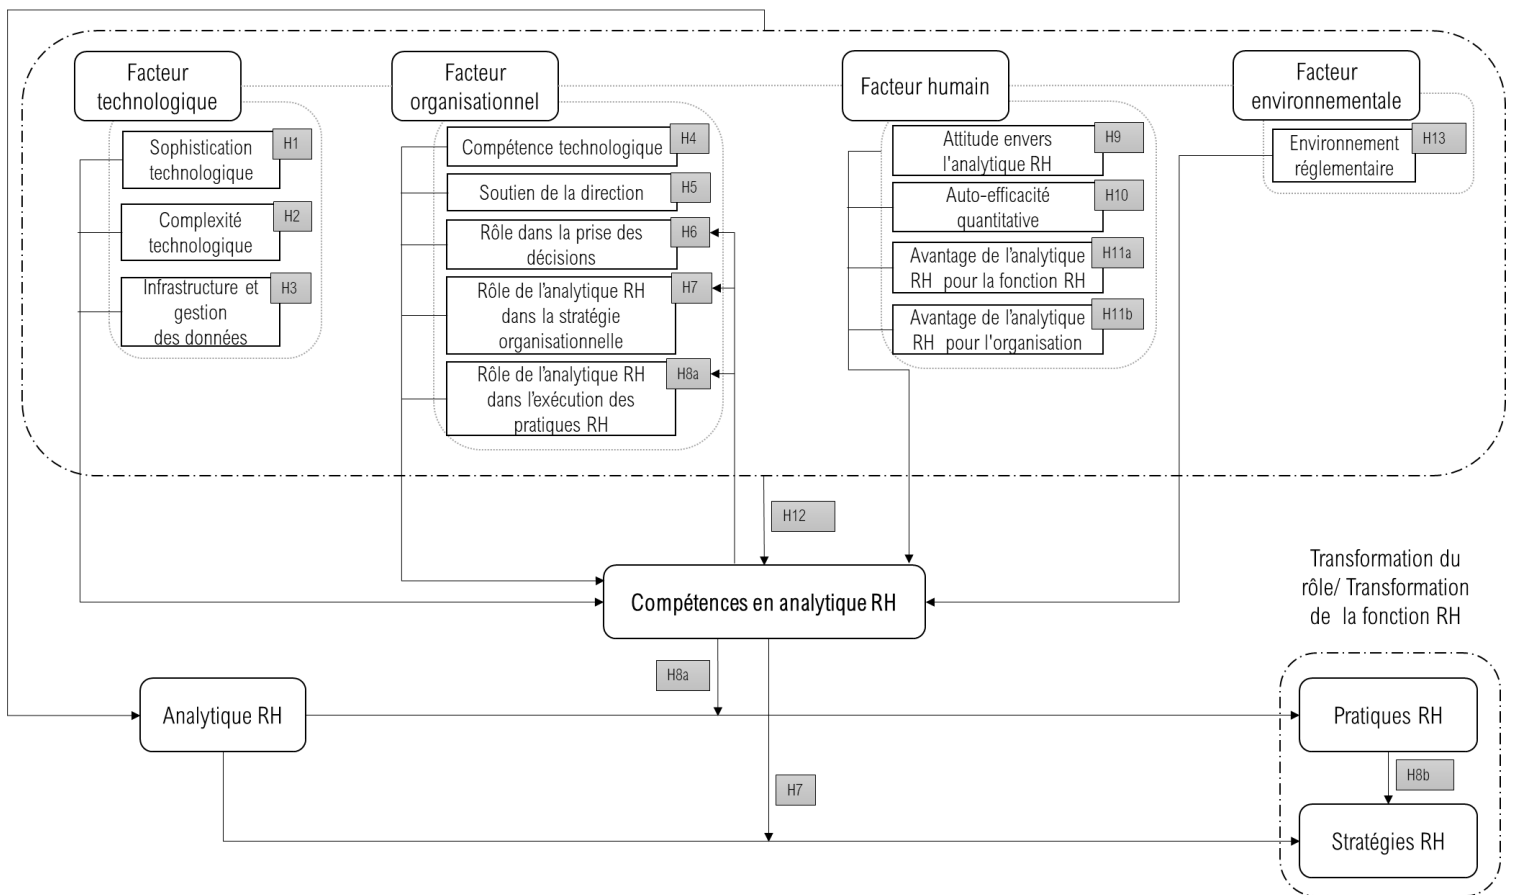 Facteur
technologique
Sophistication
technologique
H1
Complexité
technologique
H2
Infrastructure et
gestion
des données
H3
Facteur
organisationnel
Compétence technologique
H4
Soutien de la direction
H5
Rôle dans la prise des
décisions
H6
Rôle de l'analytique RH
dans la stratégie
organisationnelle
H7
Rôle de l'analytique RH
dans l'exécution des
pratiques RH
H8a
Facteur humain
Attitude envers
l'analytique RH
H9
Auto-efficacité
quantitative
H10
Avantage de l'analytique
RH pour la fonction RH
H11a
Avantage de l'analytique
RH pour l'organisation
H11b
Facteur
environnementale
Environnement
réglementaire
H13
H12
Compétences en analytique RH
Transformation du
rôle/ Transformation
de la fonction RH
H8a
Analytique RH
Pratiques RH
H7
H8b
Stratégies RH